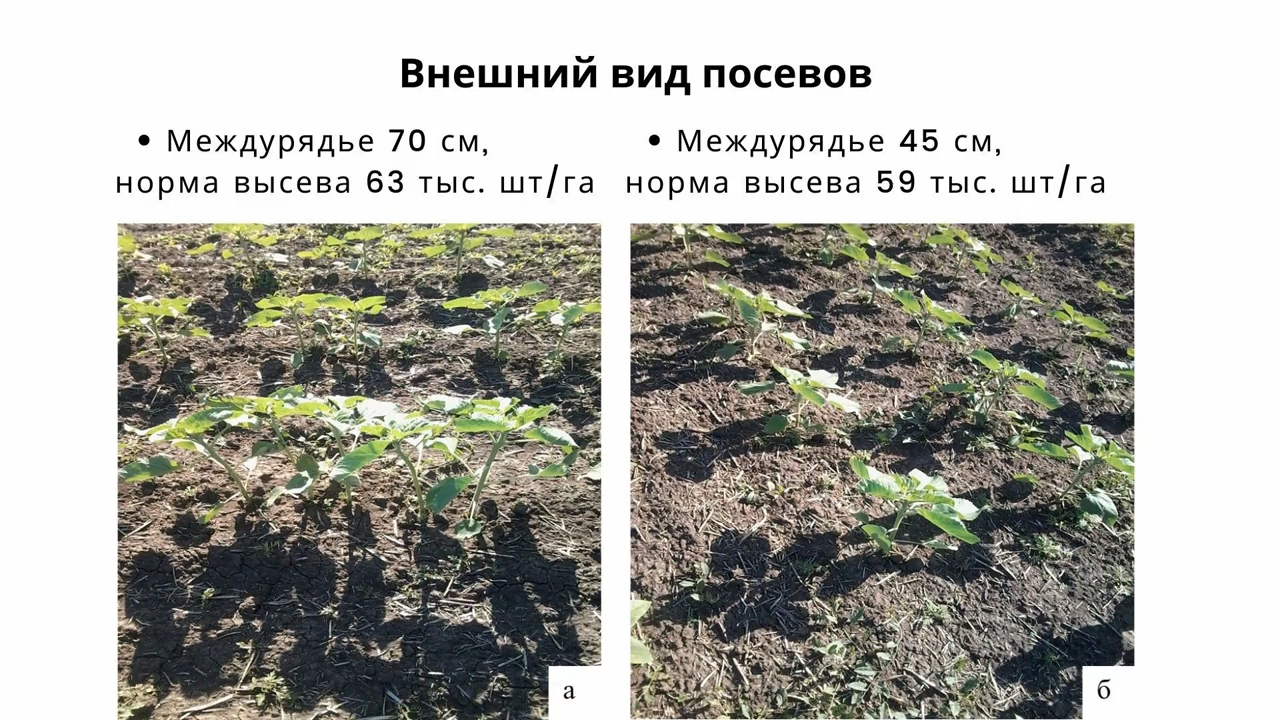 Внешний вид посевов
• Междурядье 70 см,
норма высева 63 тыс. шт/га
• Междурядье 45 см,
норма высева 59 тыс. шт/га
а
б